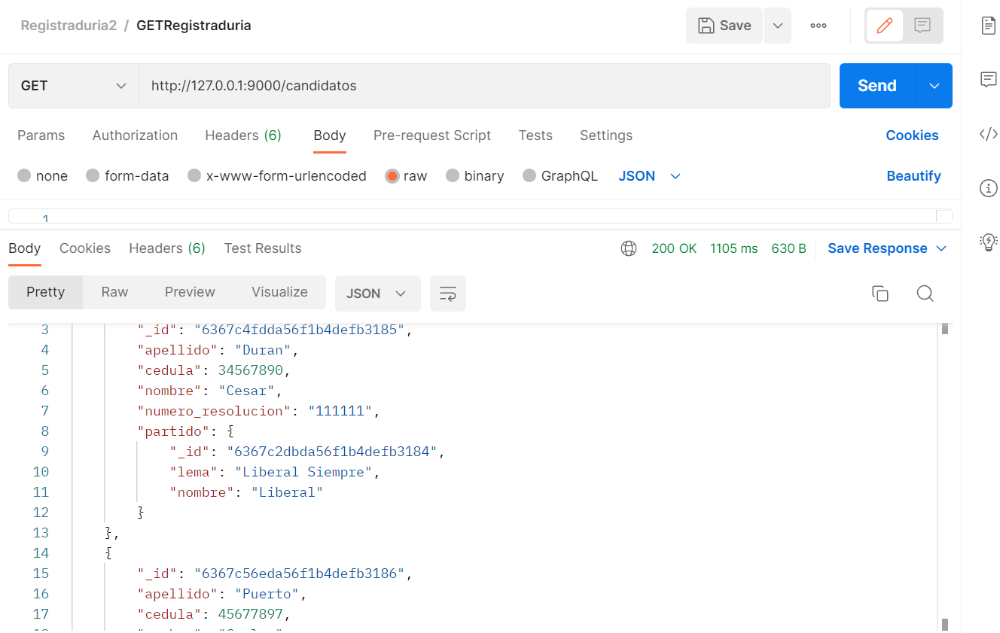 Registraduria2 / GETRegistraduria Save
GET http://127.0.0.1:9000/candidatos Send
Params Authorization Headers (6) Body Pre-request Script Tests Settings Cookies
none form-data x-www-form-urlencoded raw binary GraphQL JSON Beautify
1
Body Cookies Headers (6) Test Results 200 OK 1105 ms 630 B Save Response
Pretty Raw Preview Visualize JSON
3 "_id": "6367c4fdda56f1b4defb3185",
4 "apellido": "Duran",
5 "cedula": 34567890,
6 "nombre": "Cesar",
7 "numero_resolucion": "111111",
8 "partido": {
9 "_id": "6367c2dbda56f1b4defb3184",
10 "lema": "Liberal Siempre",
11 "nombre": "Liberal"
12 }
13 },
14 {
15 "_id": "6367c56eda56f1b4defb3186",
16 "apellido": "Puerto",
17 "cedula": 45677897,